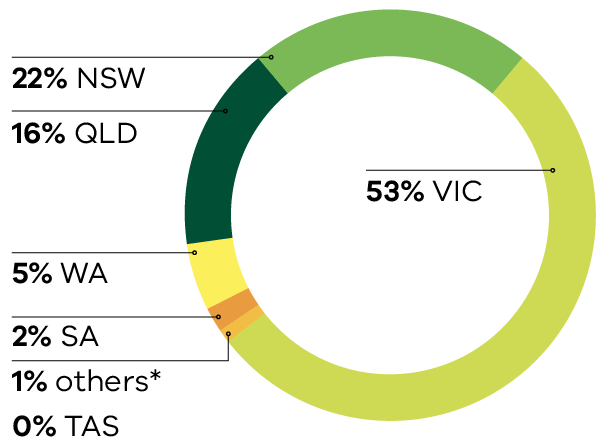 22% NSW
16% QLD
53% VIC
5% WA
2% SA
1% others*
0% TAS